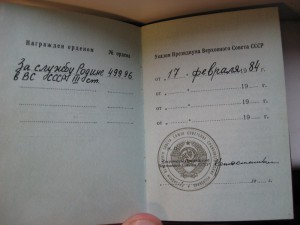 Награжден орденом
№ ордена
За службу Родине 49996
в ВС СССР III ст.
Указом Президиума Верховного Совета СССР
от 17 февраля 1984 г.
от 19 г.
от 19 г.
от 19 г.